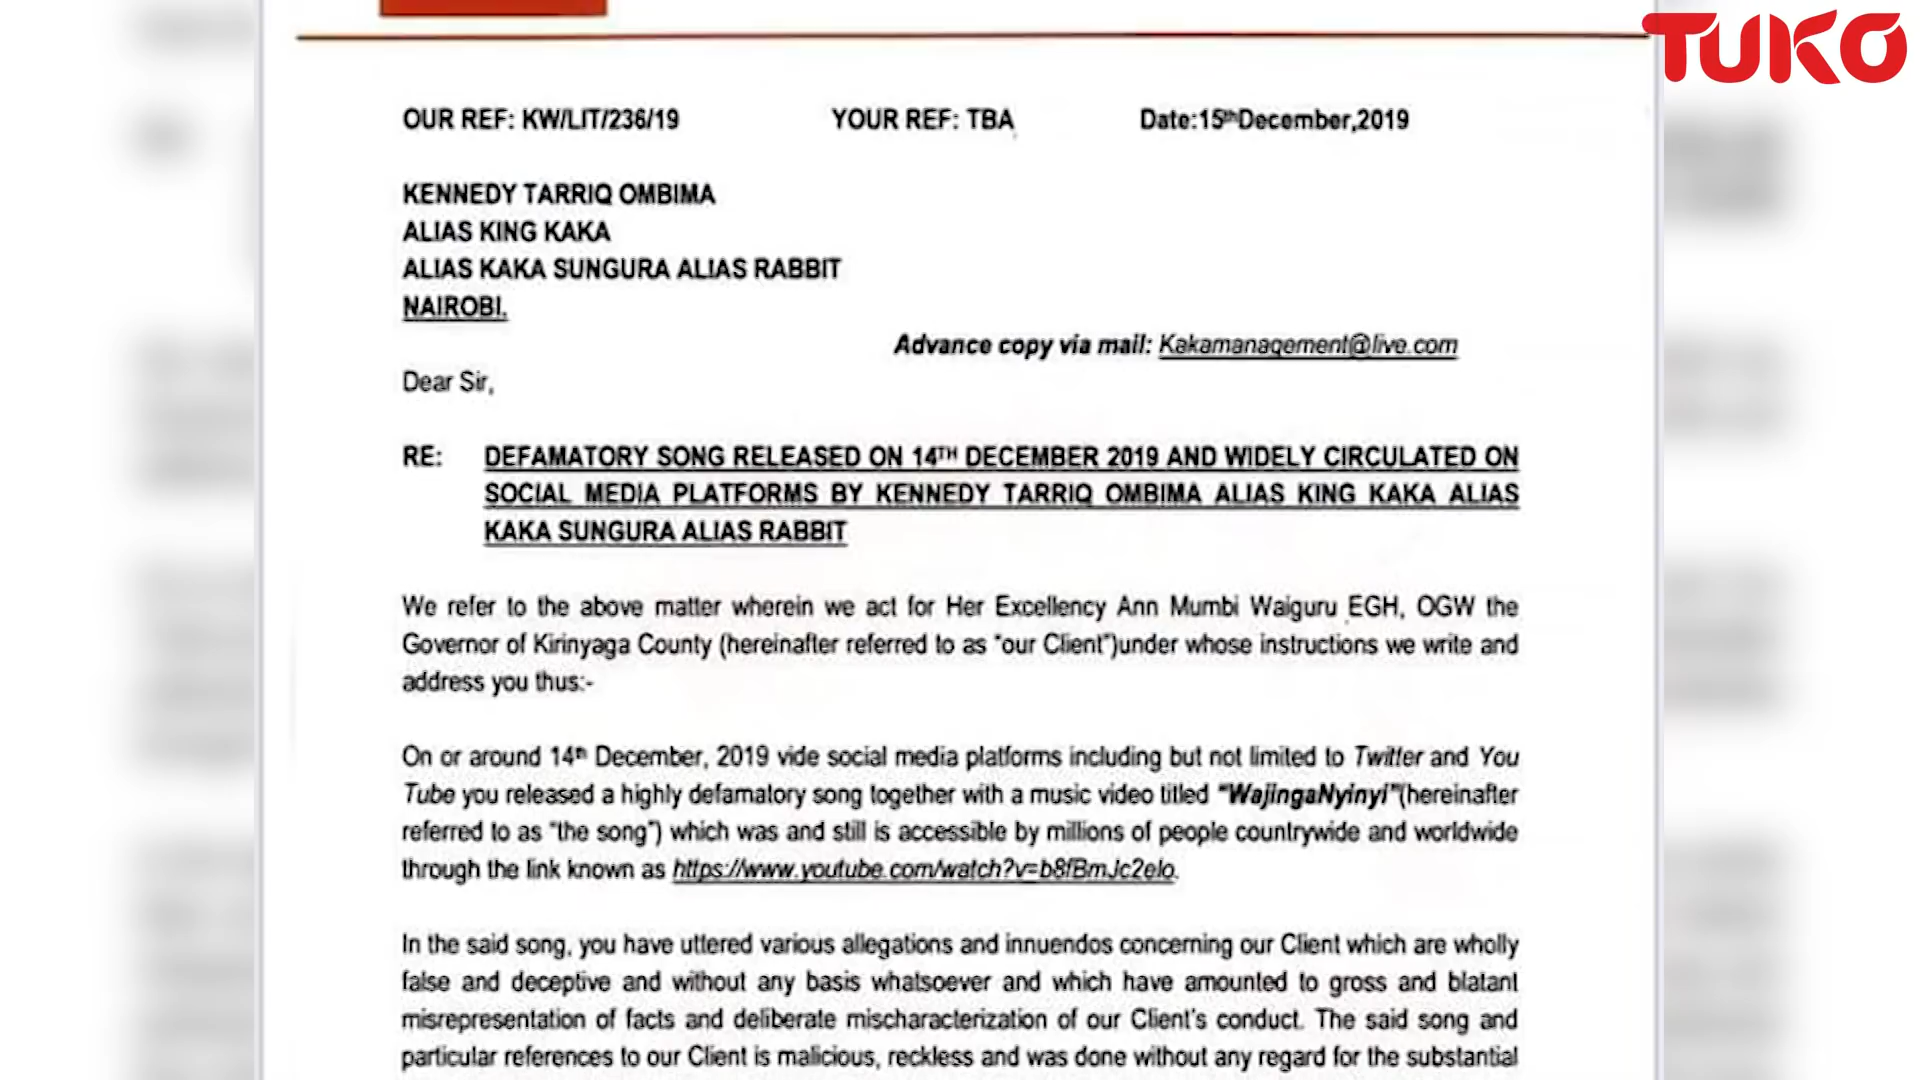 TUKO
OUR REF: KW/LIT/236/19 YOUR REF: TBA Date:15thDecember,2019
KENNEDY TARRIQ OMBIMA
ALIAS KING KAKA
ALIAS KAKA SUNGURA ALIAS RABBIT
NAIROBI.
Advance copy via mail: Kakamanagement@live.com
Dear Sir,
RE: DEFAMATORY SONG RELEASED ON 14TH DECEMBER 2019 AND WIDELY CIRCULATED ON
SOCIAL MEDIA PLATFORMS BY KENNEDY TARRIQ OMBIMA ALIAS KING KAKA ALIAS
KAKA SUNGURA ALIAS RABBIT
We refer to the above matter wherein we act for Her Excellency Ann Mumbi Waiguru EGH, OGW the
Governor of Kirinyaga County (hereinafter referred to as "our Client")under whose instructions we write and
address you thus:-
On or around 14th December, 2019 vide social media platforms including but not limited to Twitter and You
Tube you released a highly defamatory song together with a music video titled "WajingaNyinyi"(hereinafter
referred to as "the song") which was and still is accessible by millions of people countrywide and worldwide
through the link known as https://www.youtube.com/watch?v=b8fBmJc2elo.
In the said song, you have uttered various allegations and innuendos concerning our Client which are wholly
false and deceptive and without any basis whatsoever and which have amounted to gross and blatant
misrepresentation of facts and deliberate mischaracterization of our Client's conduct. The said song and
particular references to our Client is malicious, reckless and was done without any regard for the substantial